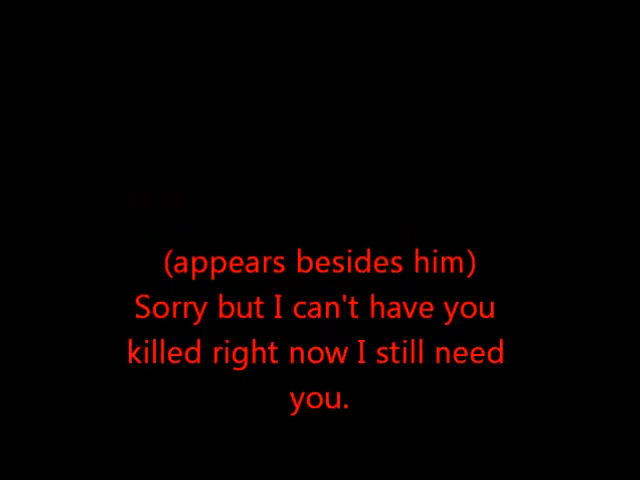 (appears besides him)
Sorry but I can't have you
killed right now I still need
you.